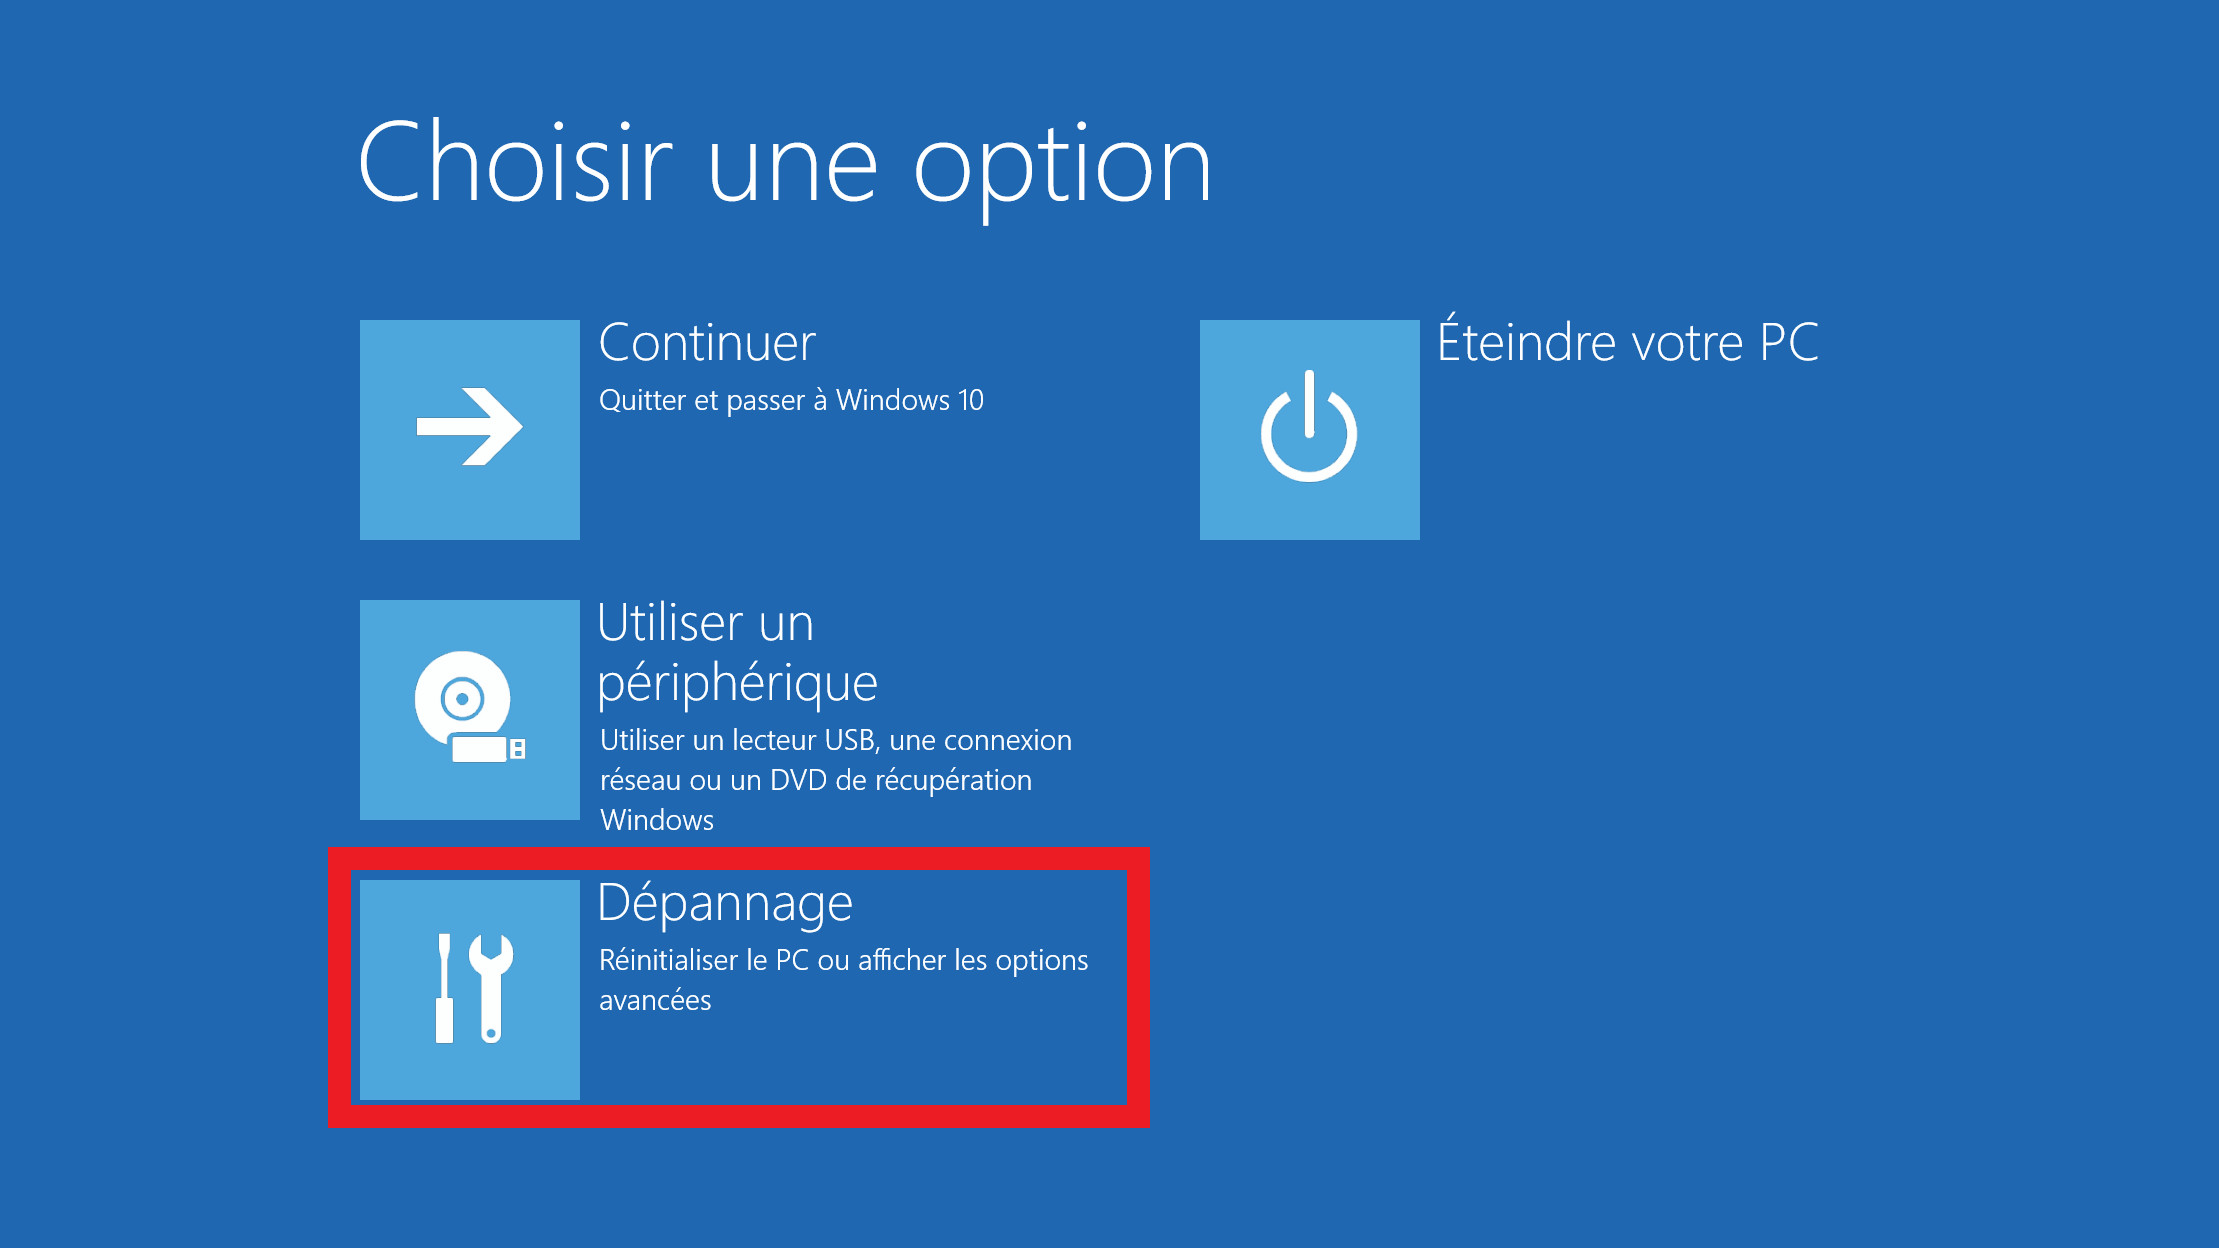 Choisir une option
Continuer
Quitter et passer à Windows 10
Éteindre votre PC
Utiliser un
périphérique
Utiliser un lecteur USB, une connexion
réseau ou un DVD de récupération
Windows
Dépannage
Réinitialiser le PC ou afficher les options
avancées